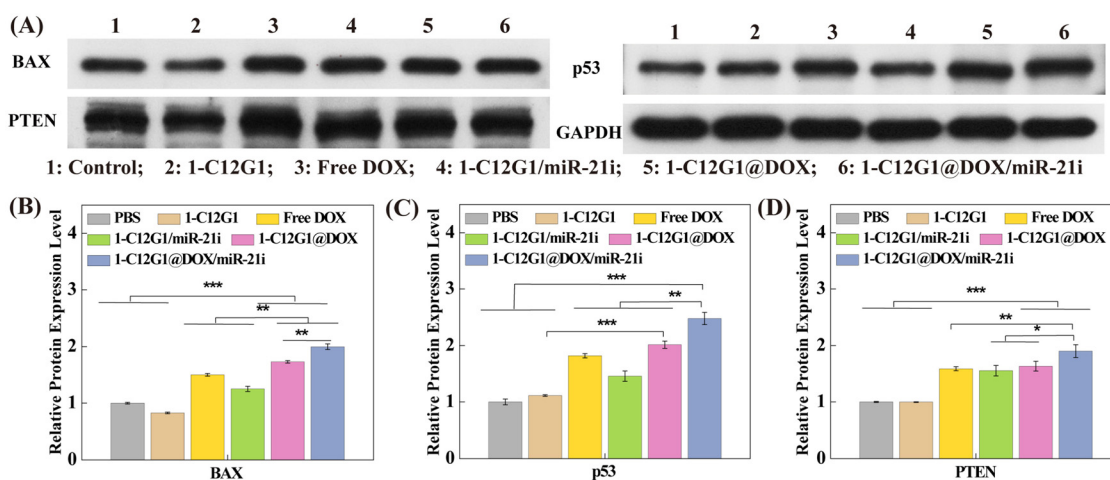 (A)
1 2 3 4 5 6
BAX
PTEN
1 2 3 4 5 6
p53
GAPDH
1: Control; 2: 1-C12G1; 3: Free DOX; 4: 1-C12G1/miR-21i; 5: 1-C12G1@DOX; 6: 1-C12G1@DOX/miR-21i
(B)
PBS 1-C12G1 Free DOX
1-C12G1/miR-21i 1-C12G1@DOX
1-C12G1@DOX/miR-21i
Relative Protein Expression Level
4
3
2
1
0
***
**
**
BAX
(C)
PBS 1-C12G1 Free DOX
1-C12G1/miR-21i 1-C12G1@DOX
1-C12G1@DOX/miR-21i
Relative Protein Expression Level
4
3
2
1
0
***
**
***
p53
(D)
PBS 1-C12G1 Free DOX
1-C12G1/miR-21i 1-C12G1@DOX
1-C12G1@DOX/miR-21i
Relative Protein Expression Level
4
3
2
1
0
***
**
*
PTEN